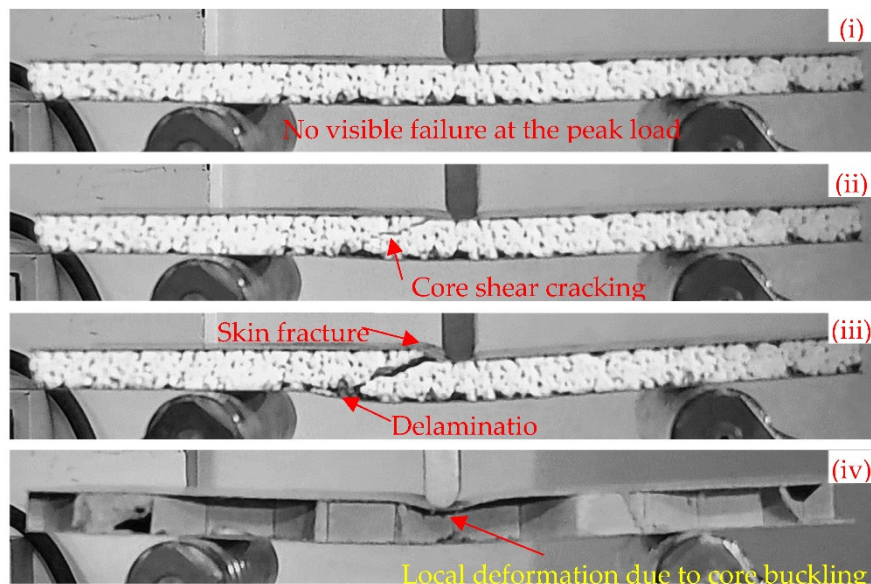 (i)
No visible failure at the peak load
(ii)
Core shear cracking
(iii)
Skin fracture
Delaminatio
(iv)
Local deformation due to core buckling